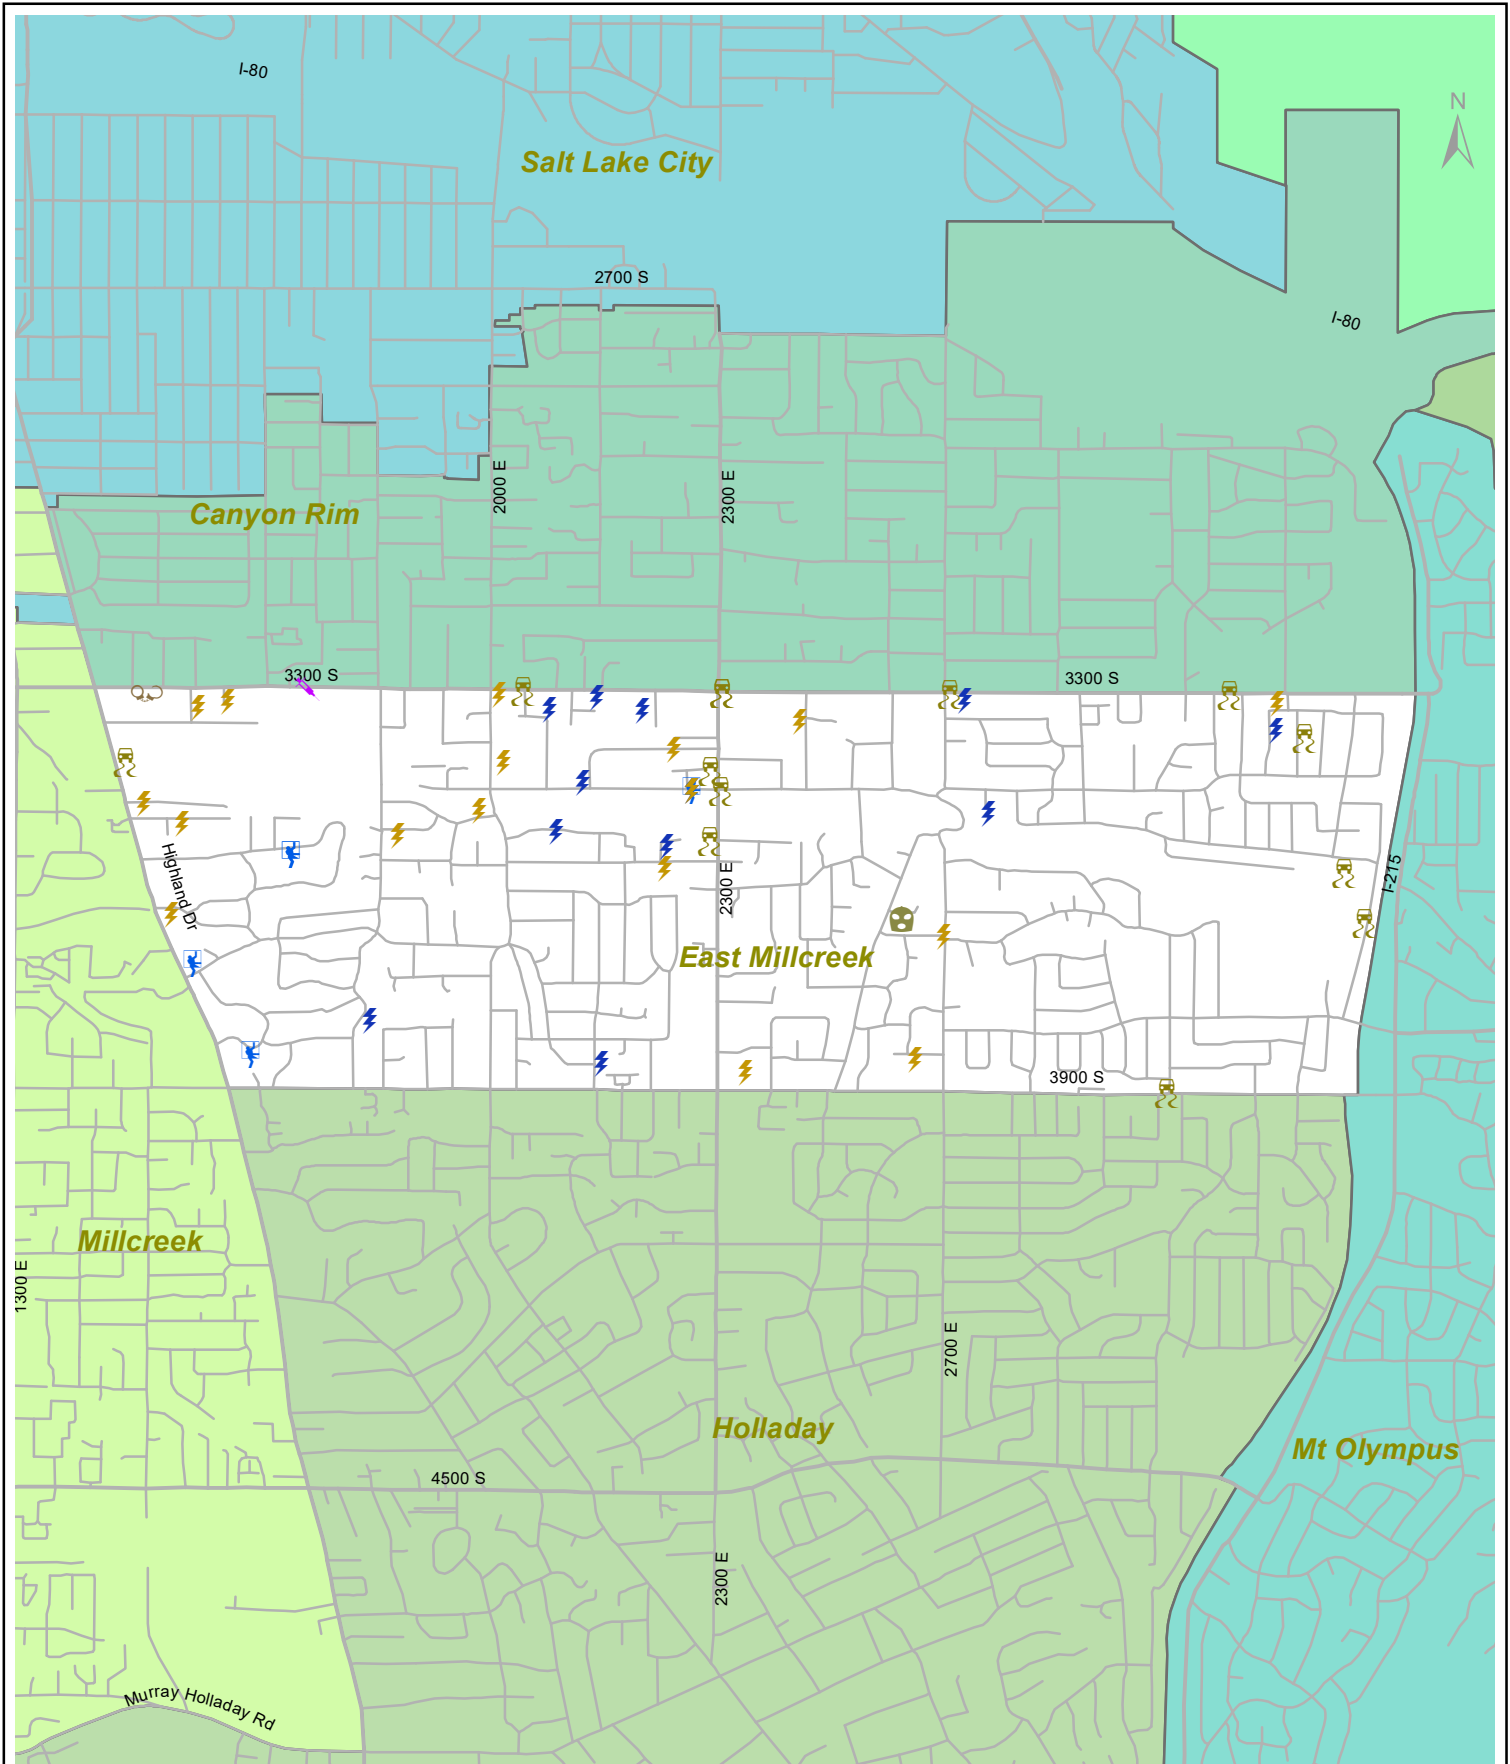 I-80
N
Salt Lake City
2700 S
I-80
2000 E
2300 E
Canyon Rim
3300 S
3300 S
Highland Dr
2300 E
I-215
East Millcreek
3900 S
Millcreek
1300 E
2700 E
Holladay
Mt Olympus
4500 S
2300 E
Murray Holladay Rd